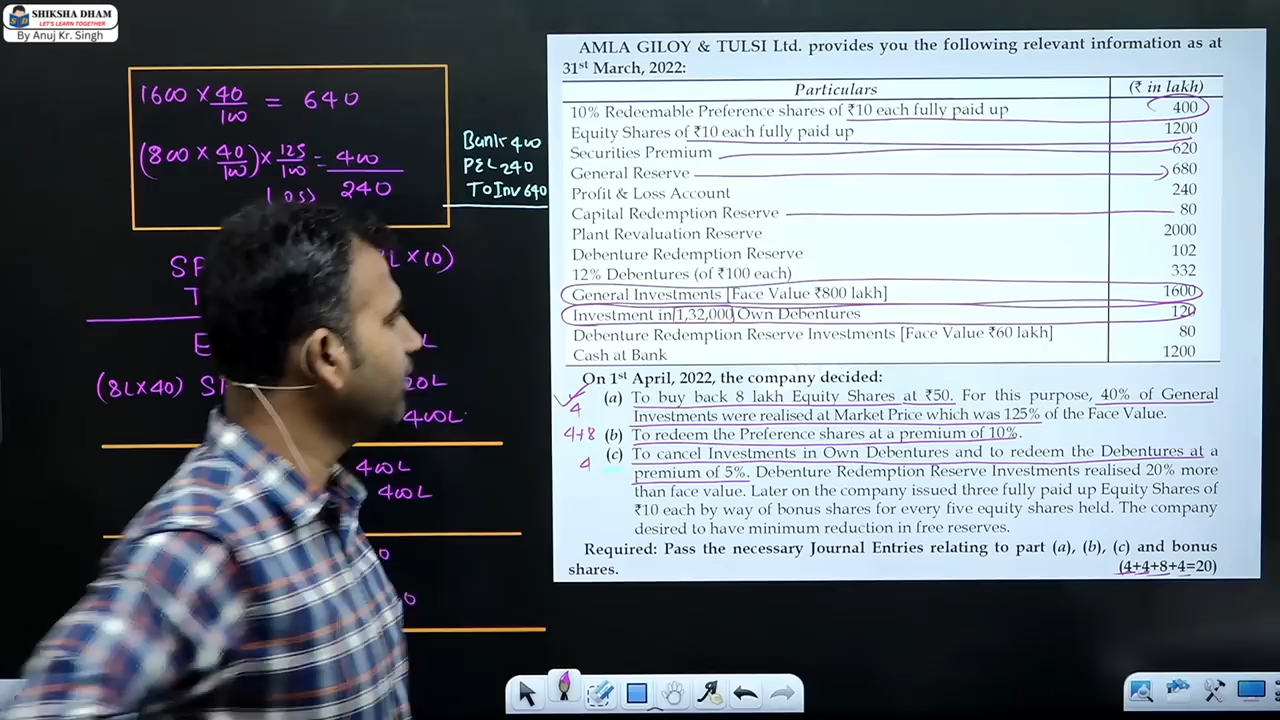 SHIKSHA DHAM
LET'S LEARN TOGETHER
By Anuj Kr. Singh
1600 × 40/100 = 640
(800 × 40/100) × 125/100 = 400
Loss 240
Bank 400
P&L 240
To Inv 640
L×10)
(8L×40)
20L
400L
400L
400L
AMLA GILOY & TULSI Ltd. provides you the following relevant information as at
31st March, 2022:
Particulars (₹ in lakh)
10% Redeemable Preference shares of ₹10 each fully paid up 400
Equity Shares of ₹10 each fully paid up 1200
Securities Premium 620
General Reserve 680
Profit & Loss Account 240
Capital Redemption Reserve 80
Plant Revaluation Reserve 2000
Debenture Redemption Reserve 102
12% Debentures (of ₹100 each) 332
General Investments [Face Value ₹800 lakh] 1600
Investment in 1,32,000 Own Debentures 120
Debenture Redemption Reserve Investments [Face Value ₹60 lakh] 80
Cash at Bank 1200
On 1st April, 2022, the company decided:
4 (a) To buy back 8 lakh Equity Shares at ₹50. For this purpose, 40% of General
Investments were realised at Market Price which was 125% of the Face Value.
4+8 (b) To redeem the Preference shares at a premium of 10%.
4 (c) To cancel Investments in Own Debentures and to redeem the Debentures at a
premium of 5%. Debenture Redemption Reserve Investments realised 20% more
than face value. Later on the company issued three fully paid up Equity Shares of
₹10 each by way of bonus shares for every five equity shares held. The company
desired to have minimum reduction in free reserves.
Required: Pass the necessary Journal Entries relating to part (a), (b), (c) and bonus
shares. (4+4+8+4=20)